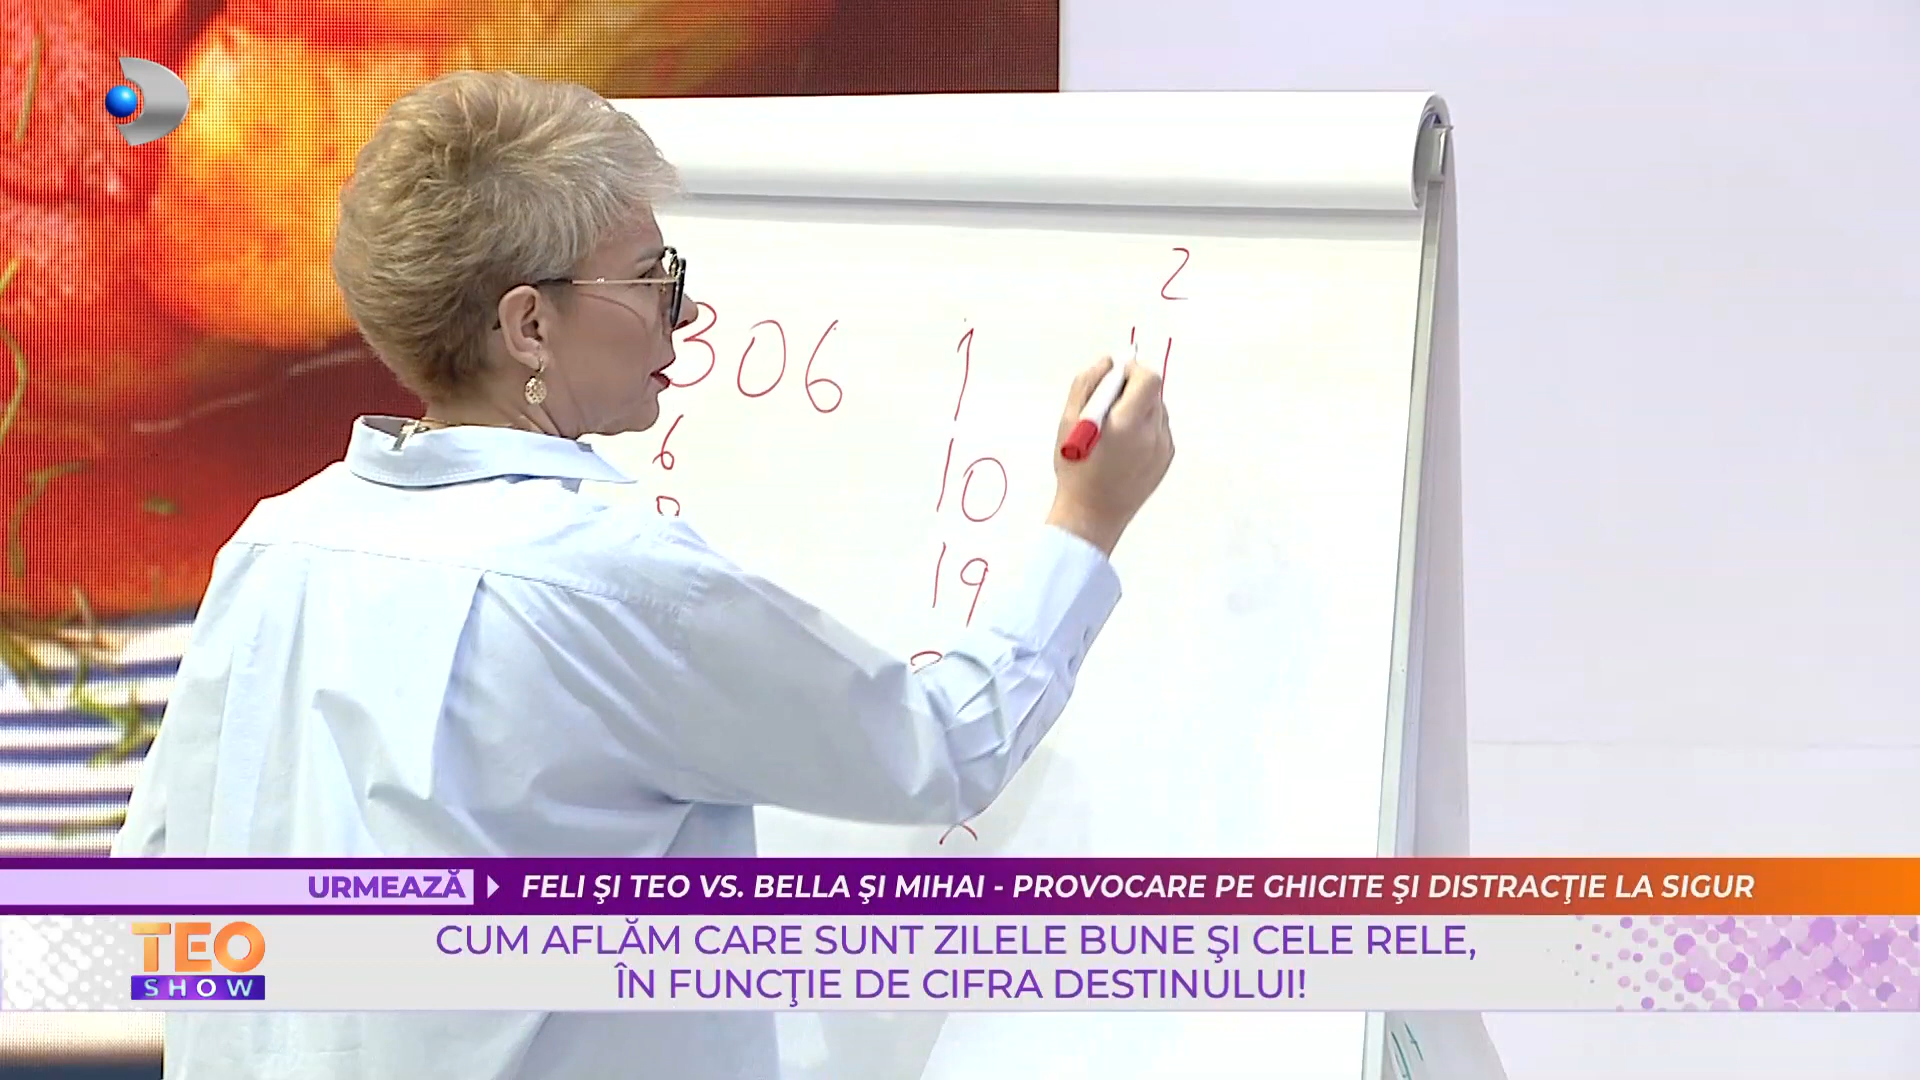 2
306 1 11
6
10
19
URMEAZĂ FELI ŞI TEO VS. BELLA ŞI MIHAI - PROVOCARE PE GHICITE ŞI DISTRACŢIE LA SIGUR
TEO
SHOW
CUM AFLĂM CARE SUNT ZILELE BUNE ŞI CELE RELE,
ÎN FUNCŢIE DE CIFRA DESTINULUI!